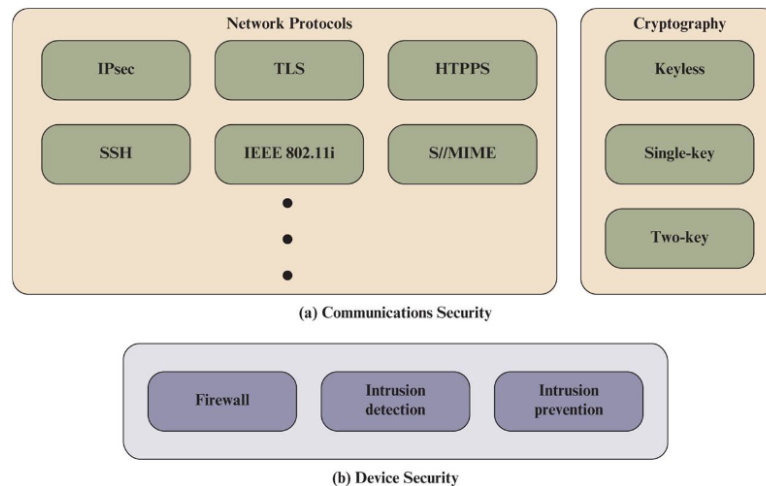 Network Protocols
IPsec
TLS
HTPPS
SSH
IEEE 802.11i
S//MIME
Cryptography
Keyless
Single-key
Two-key
(a) Communications Security
Firewall
Intrusion
detection
Intrusion
prevention
(b) Device Security